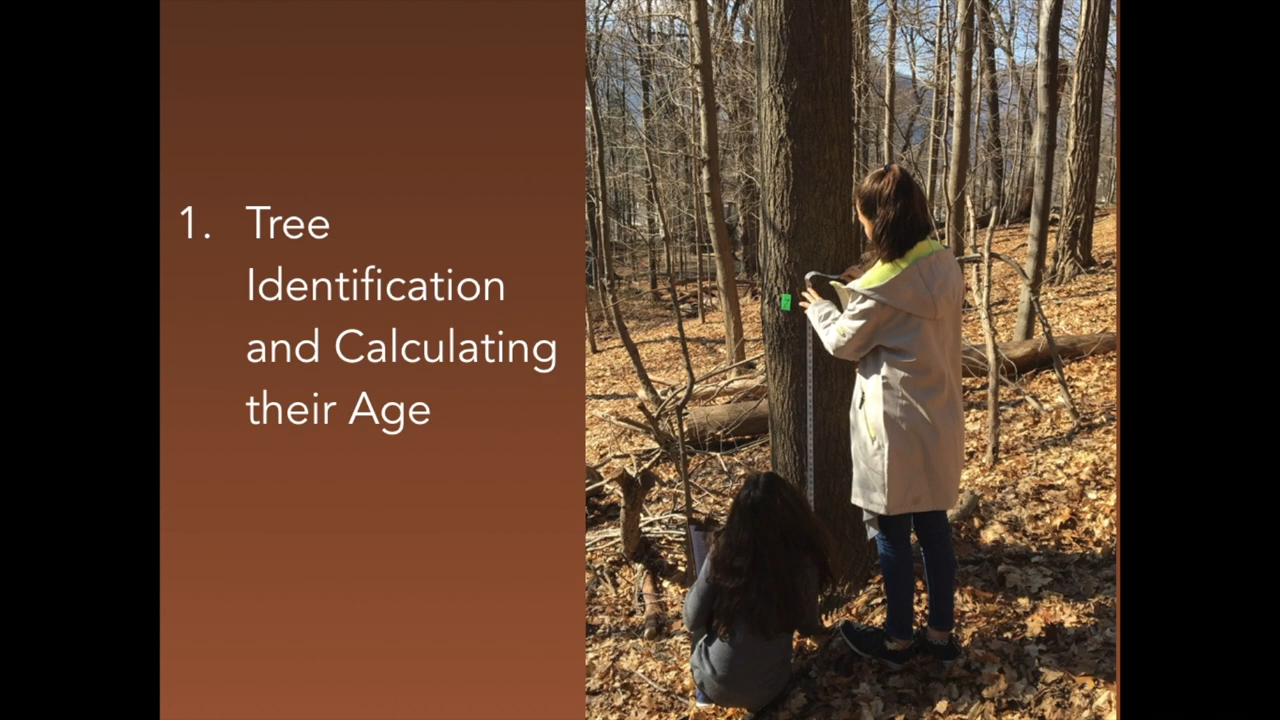 1. Tree
Identification
and Calculating
their Age